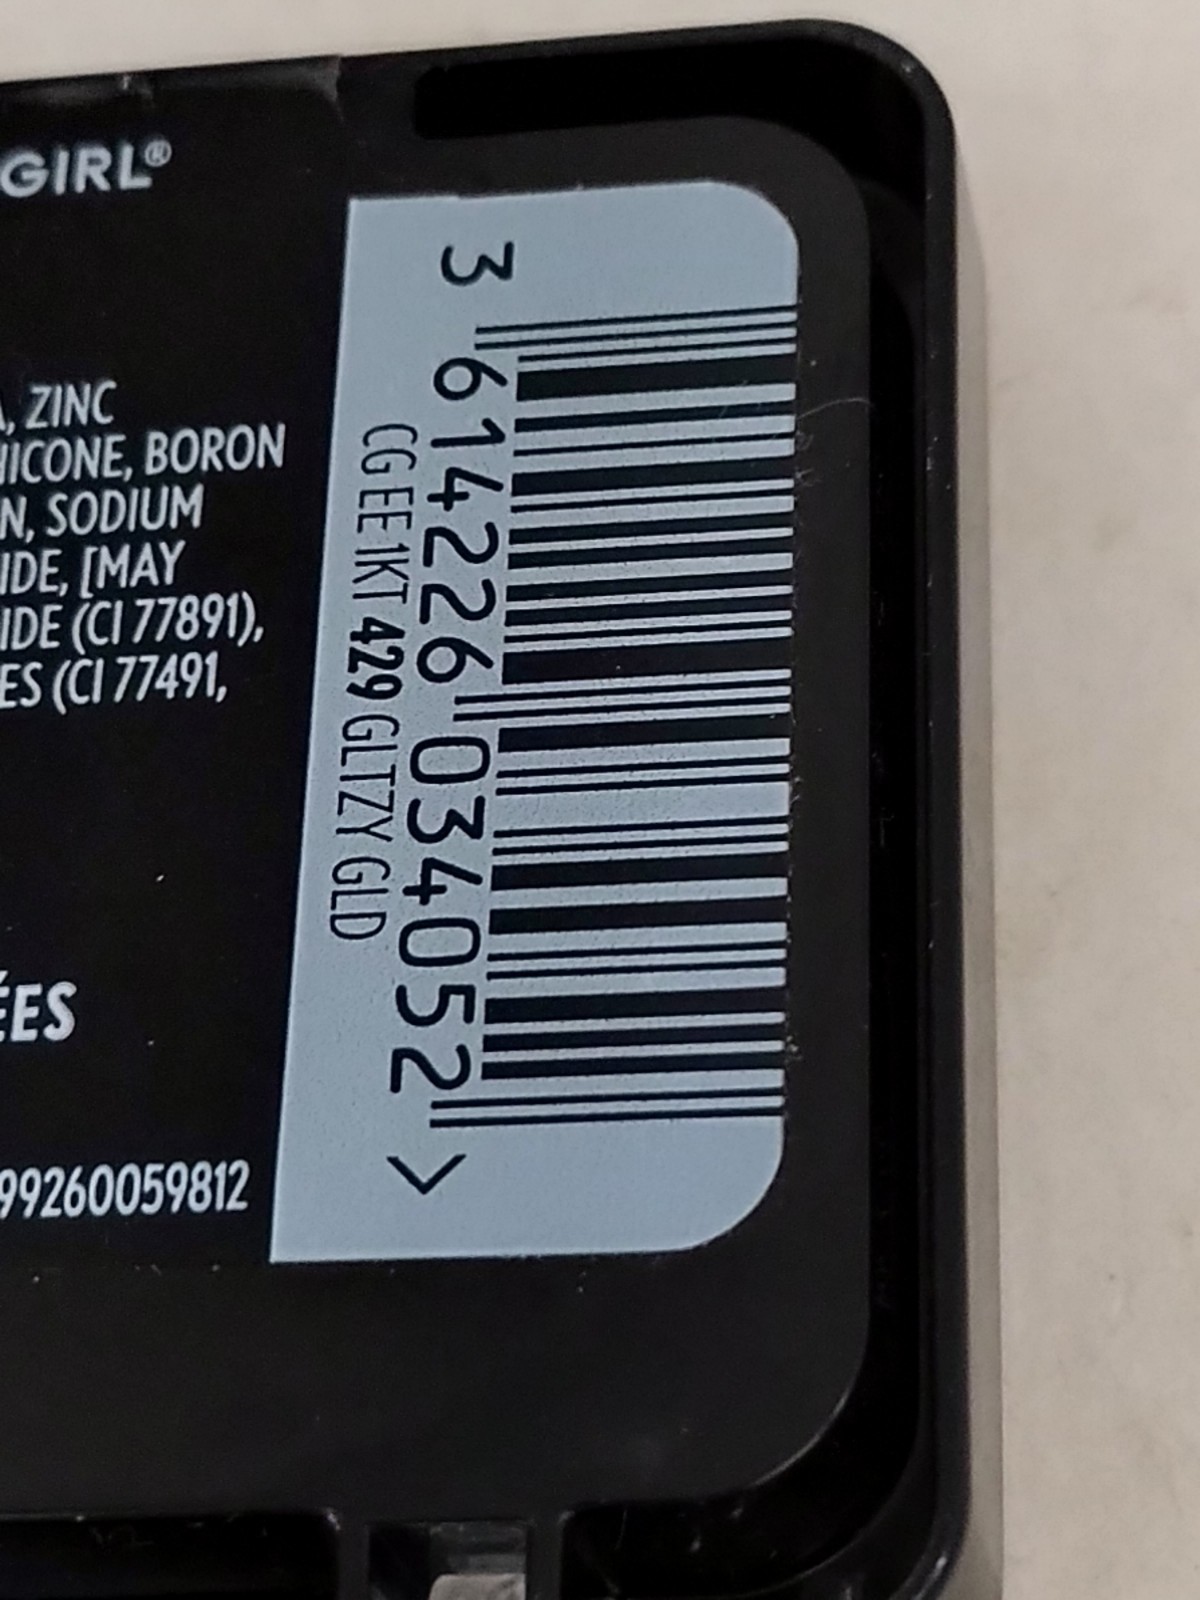 GIRL®
, ZINC
HICONE, BORON
N, SODIUM
IDE, [MAY
IDE (CI 77891),
ES (CI 77491,
ÉES
99260059812
3 614226 034052 >
CG EE 1KT 429 GLTZY GLD